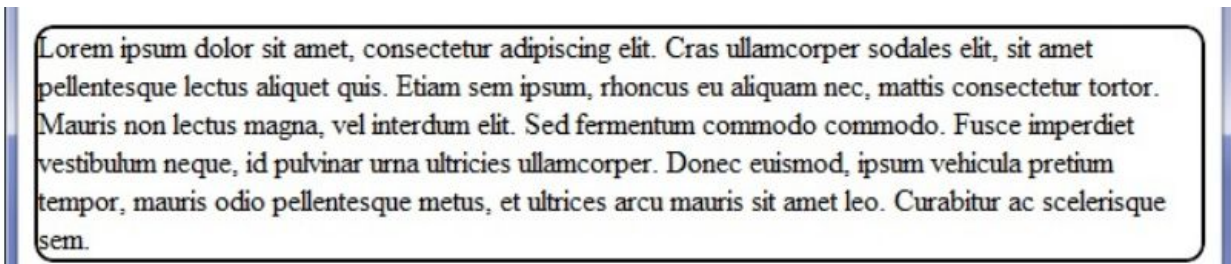 Lorem ipsum dolor sit amet, consectetur adipiscing elit. Cras ullamcorper sodales elit, sit amet
pellentesque lectus aliquet quis. Etiam sem ipsum, rhoncus eu aliquam nec, mattis consectetur tortor.
Mauris non lectus magna, vel interdum elit. Sed fermentum commodo commodo. Fusce imperdiet
vestibulum neque, id pulvinar urna ultricies ullamcorper. Donec euismod, ipsum vehicula pretium
tempor, mauris odio pellentesque metus, et ultrices arcu mauris sit amet leo. Curabitur ac scelerisque
sem.